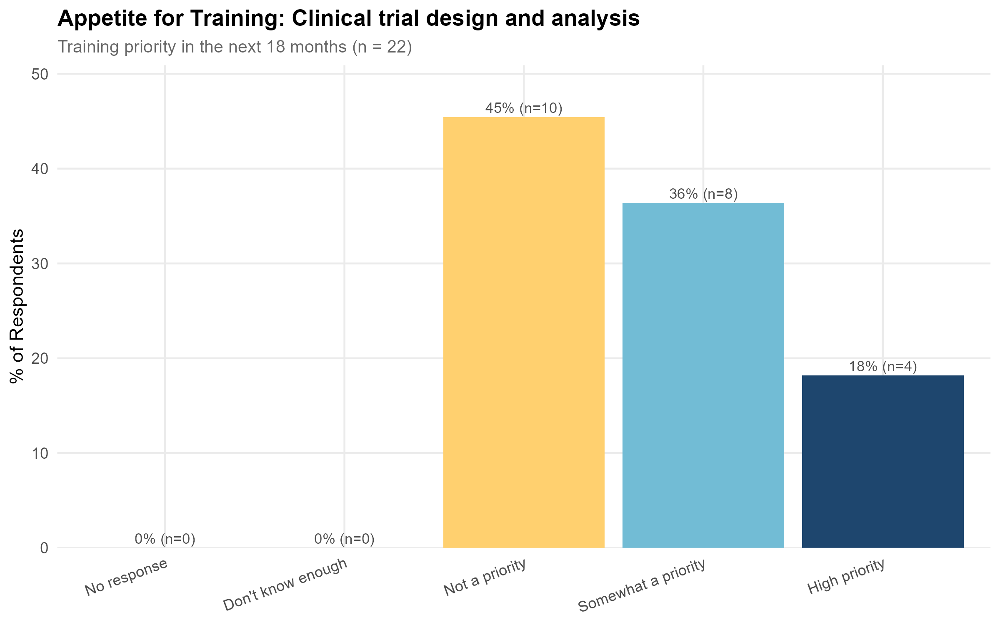 Appetite for Training: Clinical trial design and analysis
Training priority in the next 18 months (n = 22)
% of Respondents
50
40
30
20
10
0
45% (n=10)
36% (n=8)
18% (n=4)
0% (n=0)
0% (n=0)
No response
Don't know enough
Not a priority
Somewhat a priority
High priority